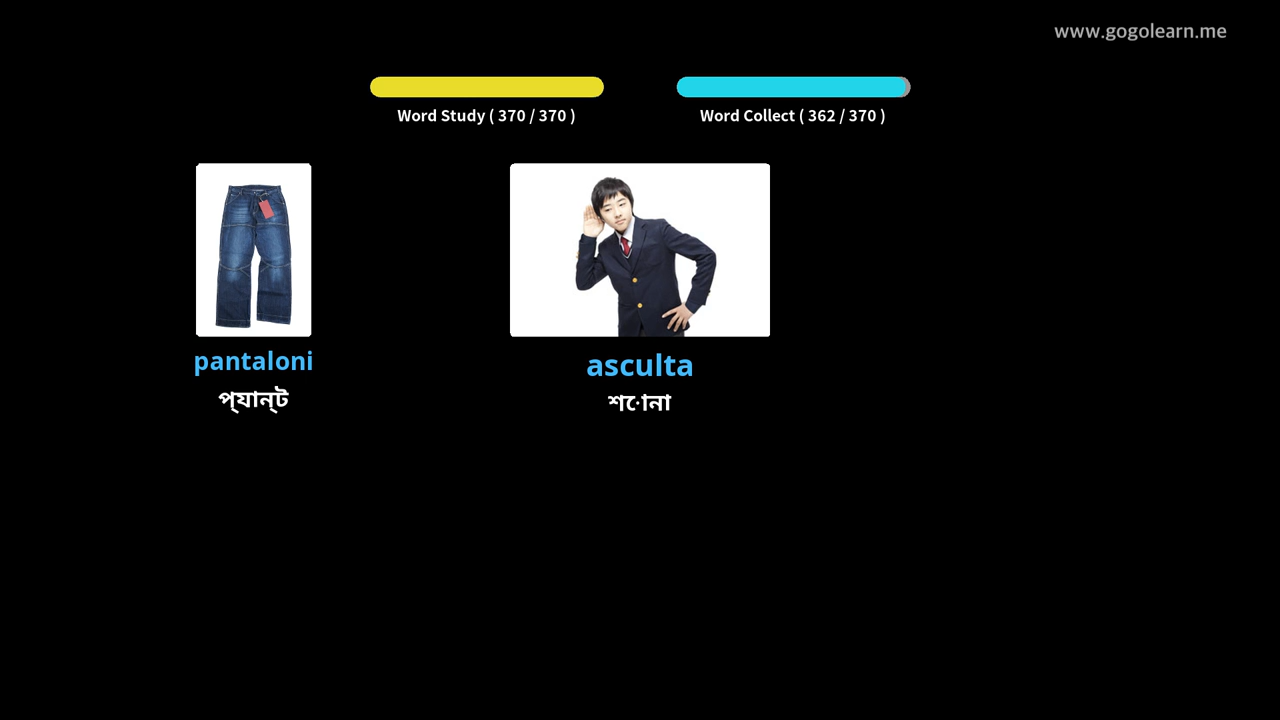 www.gogolearn.me
Word Study ( 370 / 370 )
Word Collect ( 362 / 370 )
pantaloni
প্যান্ট
asculta
শোনা